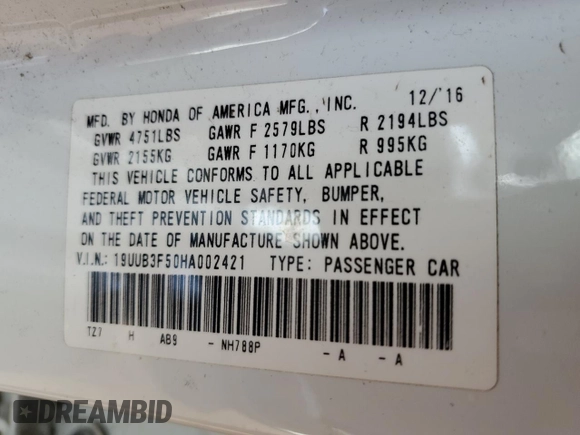 MFD. BY HONDA OF AMERICA MFG., INC. 12/'16
GVWR 4751LBS GAWR F 2579LBS R 2194LBS
GVWR 2155KG GAWR F 1170KG R 995KG
THIS VEHICLE CONFORMS TO ALL APPLICABLE
FEDERAL MOTOR VEHICLE SAFETY, BUMPER,
AND THEFT PREVENTION STANDARDS IN EFFECT
ON THE DATE OF MANUFACTURE SHOWN ABOVE.
V.I.N.: 19UUB3F50HA002421 TYPE: PASSENGER CAR
TZ7 H AB9 - NH788P - A - A
DREAMBID